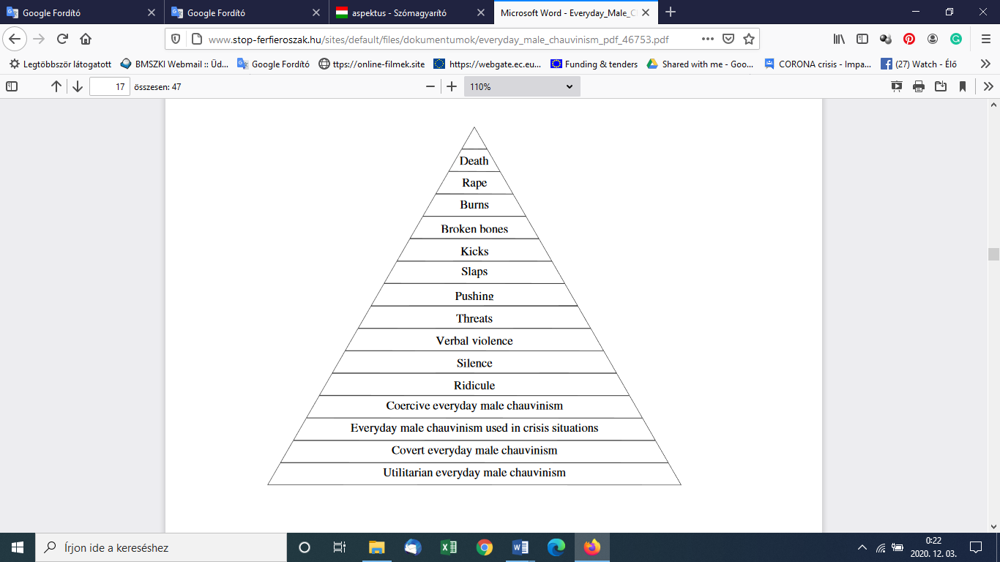 Google Fordító
Google Fordító
aspektus - Szómagyarító
Microsoft Word - Everyday_Male_C
www.stop-ferfieroszak.hu/sites/default/files/dokumentumok/everyday_male_chauvinism_pdf_46753.pdf
Legtöbbször látogatott
BMSZKI Webmail :: Üd...
Google Fordító
ttps://online-filmek.site
https://webgate.ec.eu...
Funding & tenders
Shared with me - Goo...
CORONA crisis - Impa...
(27) Watch - Élő
17 összesen: 47
110%
Death
Rape
Burns
Broken bones
Kicks
Slaps
Pushing
Threats
Verbal violence
Silence
Ridicule
Coercive everyday male chauvinism
Everyday male chauvinism used in crisis situations
Covert everyday male chauvinism
Utilitarian everyday male chauvinism
Írjon ide a kereséshez
0:22
2020. 12. 03.